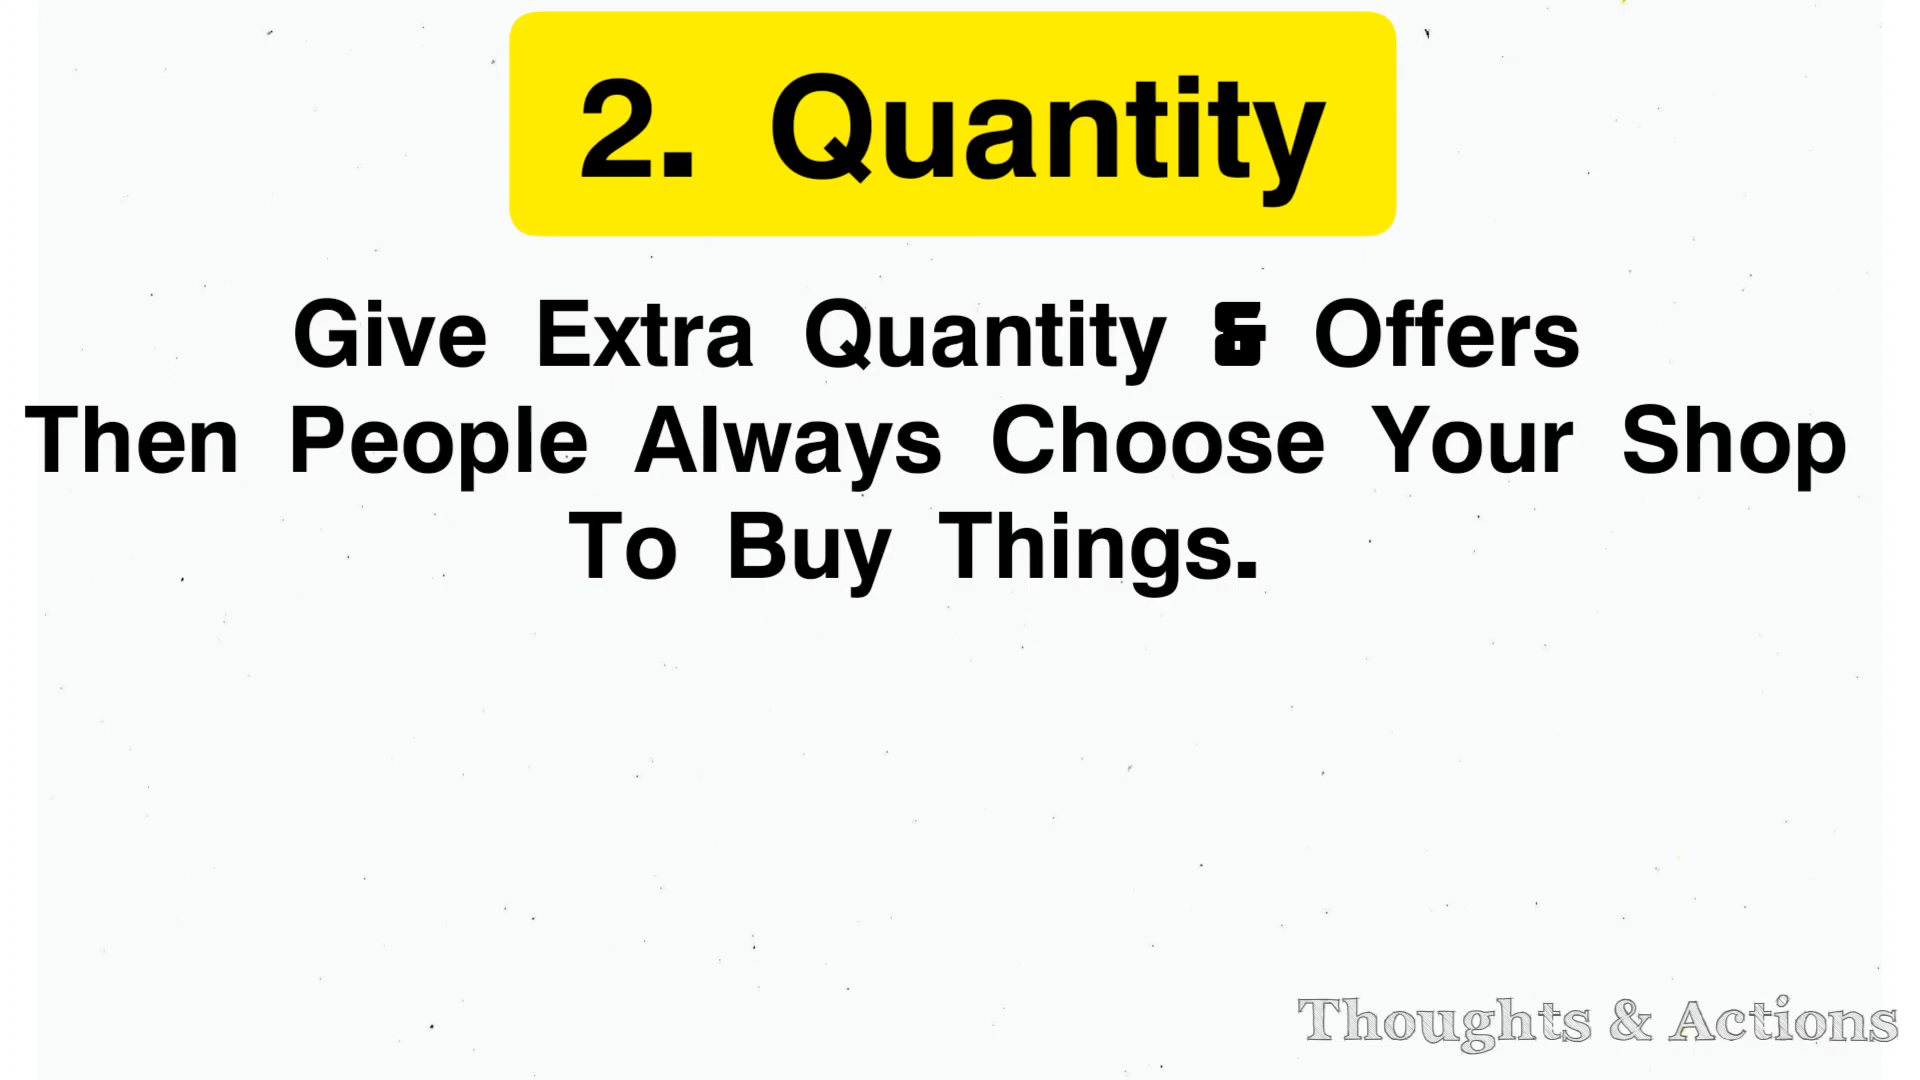 2. Quantity
Give Extra Quantity & Offers
Then People Always Choose Your Shop
To Buy Things.
Thoughts & Actions